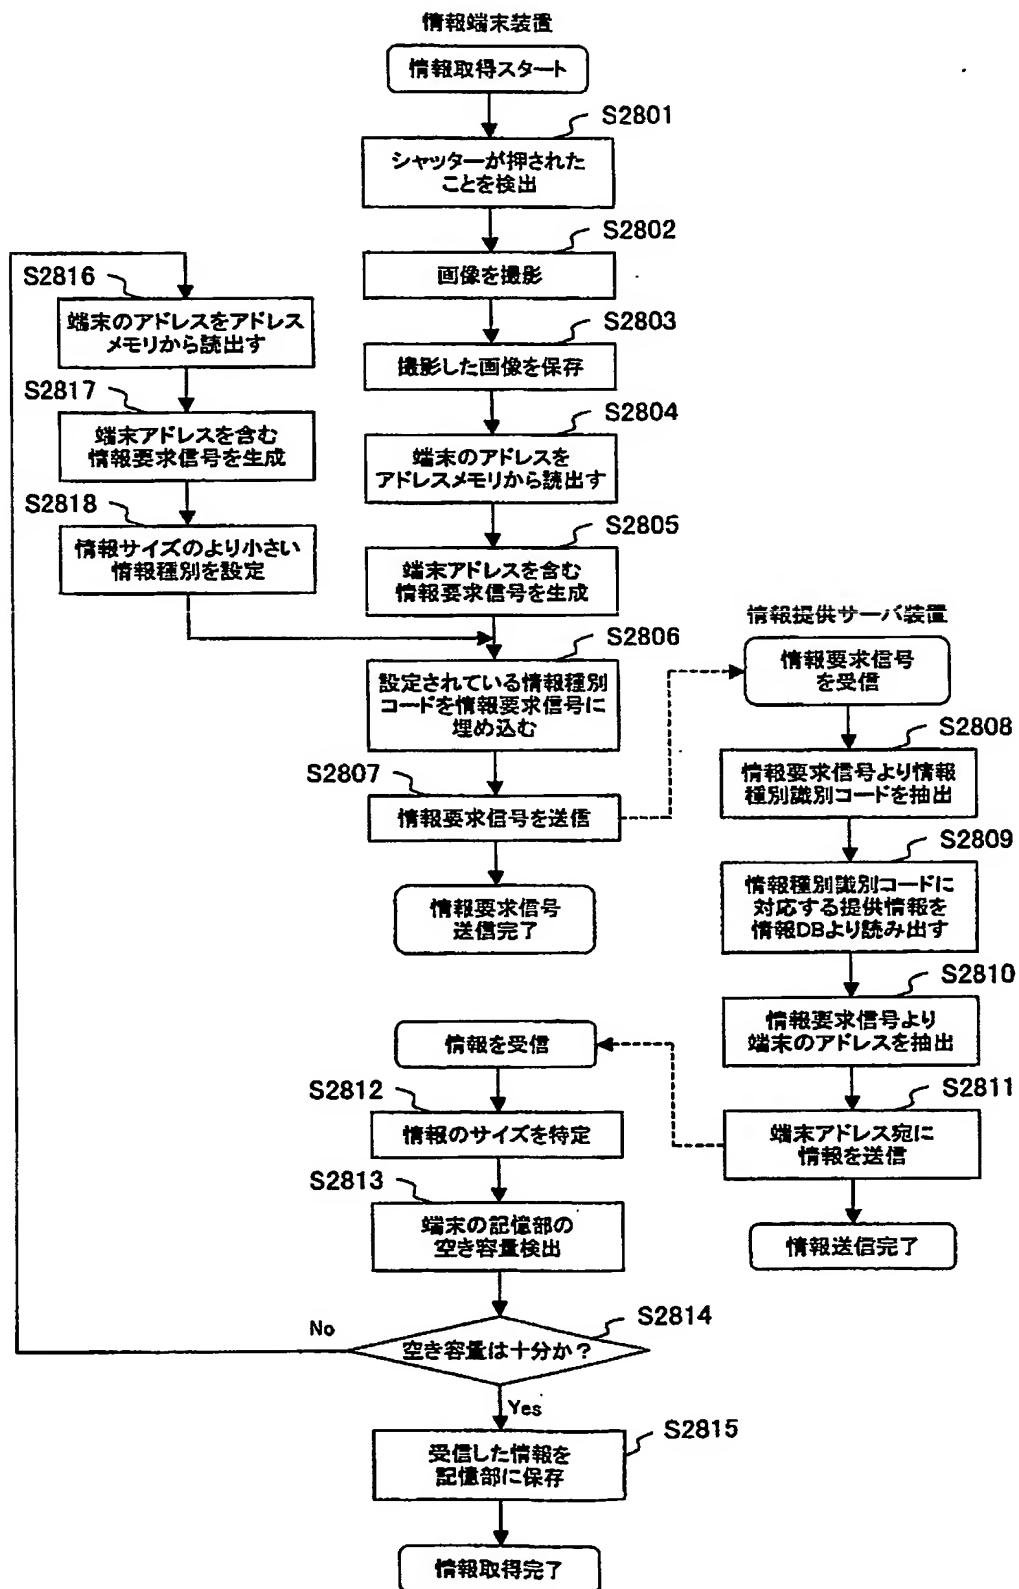 情報端末装置
情報取得スタート
S2801
シャッターが押された
ことを検出
S2802
画像を撮影
S2803
撮影した画像を保存
S2804
端末のアドレスを
アドレスメモリから読出す
S2805
端末アドレスを含む
情報要求信号を生成
S2816
端末のアドレスをアドレス
メモリから読出す
S2817
端末アドレスを含む
情報要求信号を生成
S2818
情報サイズのより小さい
情報種別を設定
S2806
設定されている情報種別
コードを情報要求信号に
埋め込む
S2807
情報要求信号を送信
情報要求信号
送信完了
情報提供サーバ装置
情報要求信号
を受信
S2808
情報要求信号より情報
種別識別コードを抽出
S2809
情報種別識別コードに
対応する提供情報を
情報DBより読み出す
S2810
情報要求信号より
端末のアドレスを抽出
S2811
端末アドレス宛に
情報を送信
情報送信完了
情報を受信
S2812
情報のサイズを特定
S2813
端末の記憶部の
空き容量検出
S2814
空き容量は十分か？
No
Yes
S2815
受信した情報を
記憶部に保存
情報取得完了